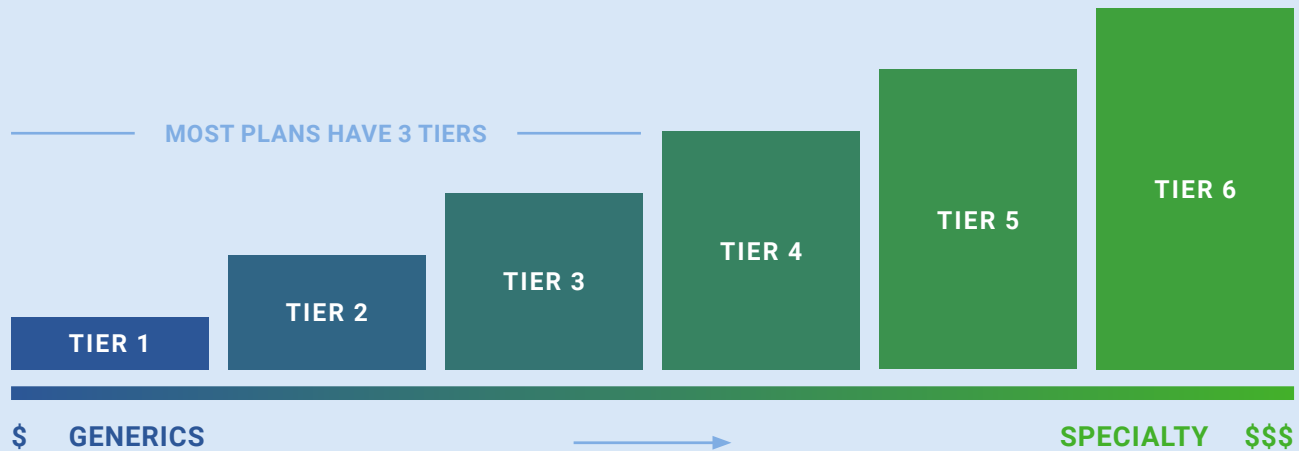 MOST PLANS HAVE 3 TIERS
TIER 1
TIER 2
TIER 3
TIER 4
TIER 5
TIER 6
$ GENERICS
SPECIALTY $$$